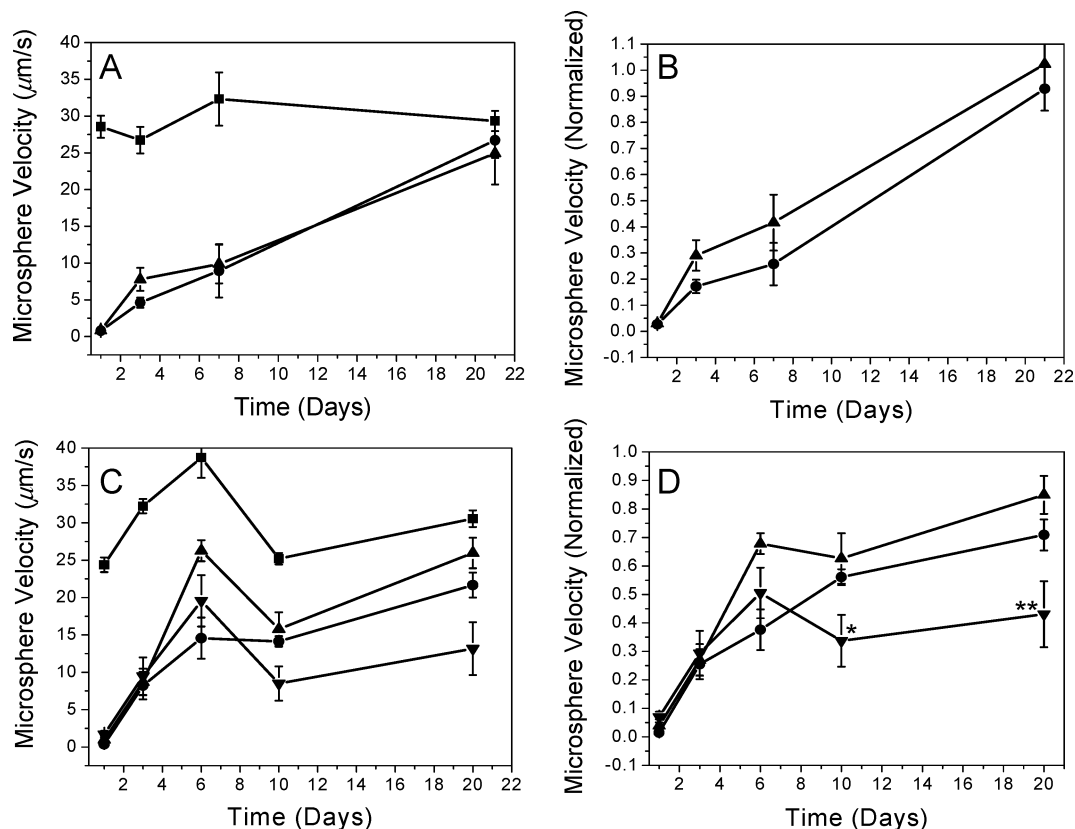 A
Microsphere Velocity (μm/s)
40
35
30
25
20
15
10
5
0
2 4 6 8 10 12 14 16 18 20 22
Time (Days)
B
Microsphere Velocity (Normalized)
1.1
1.0
0.9
0.8
0.7
0.6
0.5
0.4
0.3
0.2
0.1
0.0
-0.1
2 4 6 8 10 12 14 16 18 20 22
Time (Days)
C
Microsphere Velocity (μm/s)
40
35
30
25
20
15
10
5
0
2 4 6 8 10 12 14 16 18 20 22
Time (Days)
D
Microsphere Velocity (Normalized)
1.0
0.9
0.8
0.7
0.6
0.5
0.4
0.3
0.2
0.1
0.0
-0.1
*
**
2 4 6 8 10 12 14 16 18 20
Time (Days)